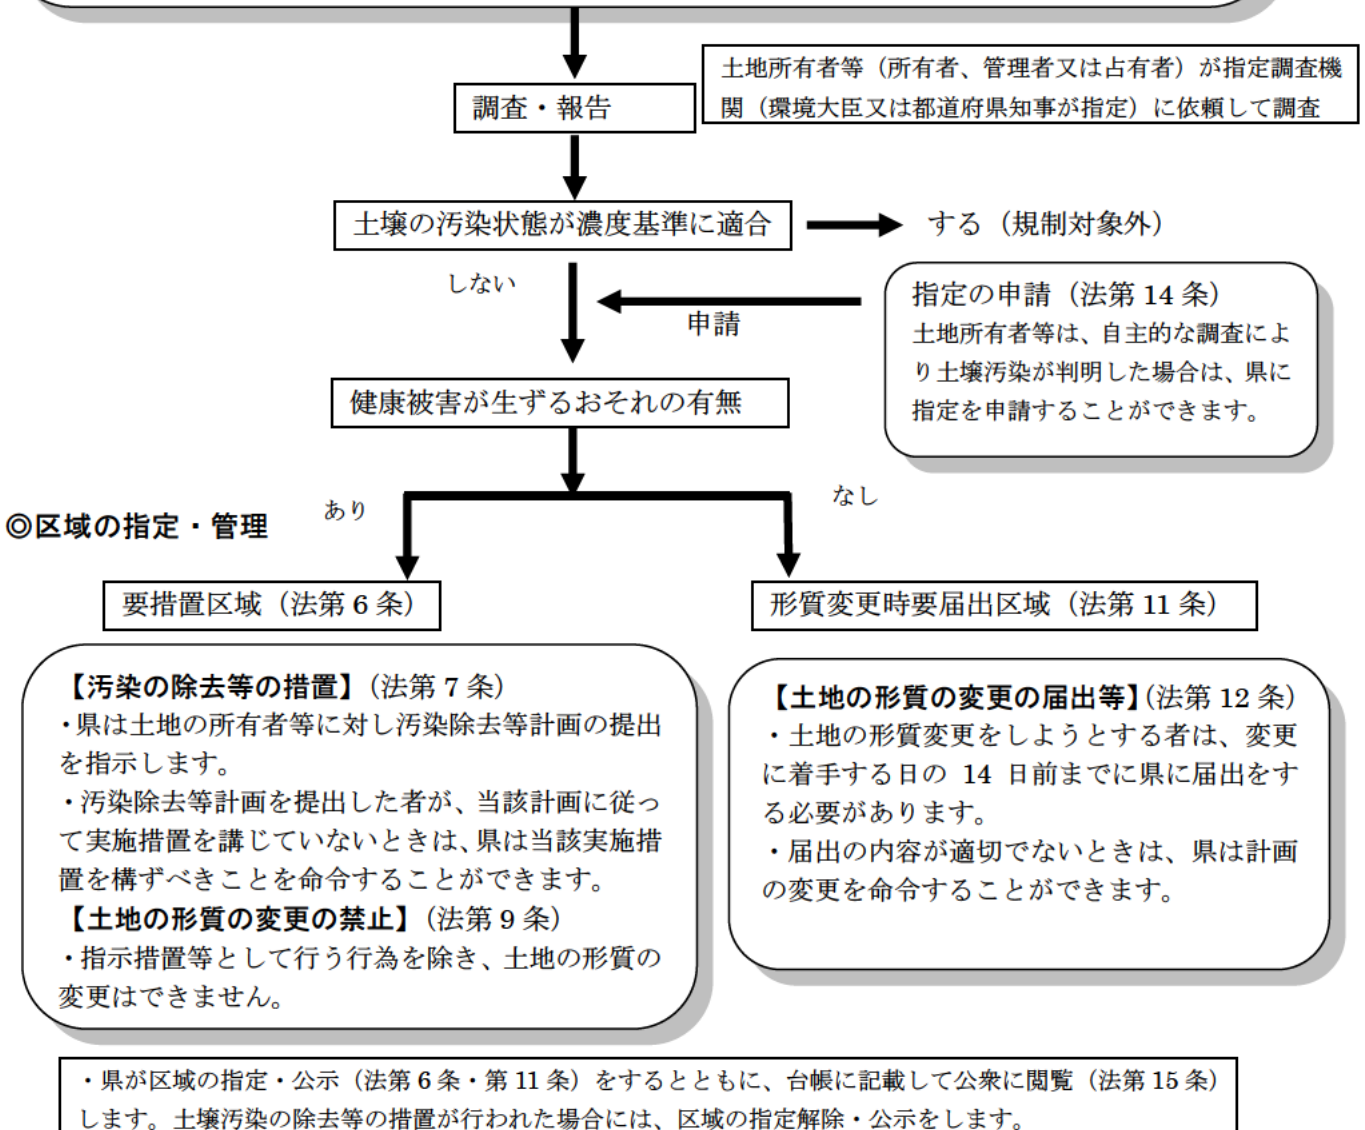 土地所有者等（所有者、管理者又は占有者）が指定調査機
関（環境大臣又は都道府県知事が指定）に依頼して調査
調査・報告
土壌の汚染状態が濃度基準に適合
する（規制対象外）
しない
申請
指定の申請（法第 14 条）
土地所有者等は、自主的な調査によ
り土壌汚染が判明した場合は、県に
指定を申請することができます。
健康被害が生ずるおそれの有無
あり
なし
◎区域の指定・管理
要措置区域（法第 6 条）
形質変更時要届出区域（法第 11 条）
【汚染の除去等の措置】（法第 7 条）
・県は土地の所有者等に対し汚染除去等計画の提出
を指示します。
・汚染除去等計画を提出した者が、当該計画に従っ
て実施措置を講じていないときは、県は当該実施措
置を構ずべきことを命令することができます。
【土地の形質の変更の禁止】（法第 9 条）
・指示措置等として行う行為を除き、土地の形質の
変更はできません。
【土地の形質の変更の届出等】（法第 12 条）
・土地の形質変更をしようとする者は、変更
に着手する日の 14 日前までに県に届出をす
る必要があります。
・届出の内容が適切でないときは、県は計画
の変更を命令することができます。
・県が区域の指定・公示（法第 6 条・第 11 条）をするとともに、台帳に記載して公衆に閲覧（法第 15 条）
します。土壌汚染の除去等の措置が行われた場合には、区域の指定解除・公示をします。